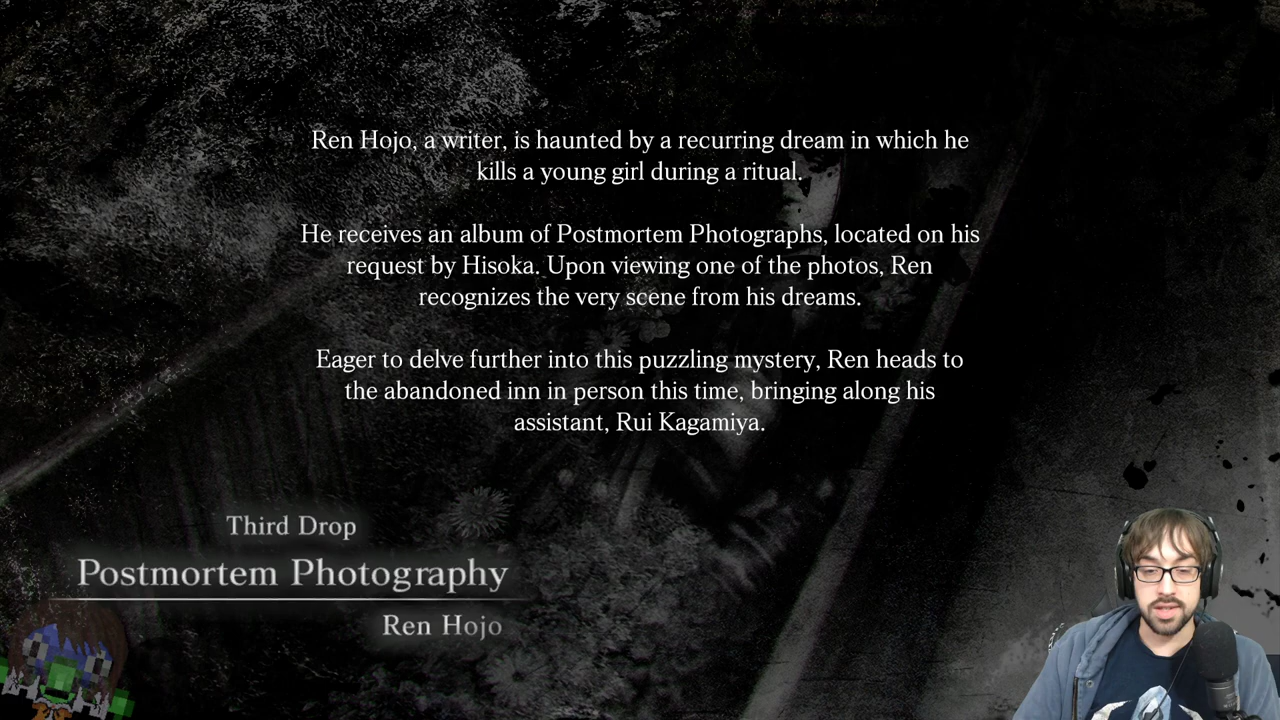 Ren Hojo, a writer, is haunted by a recurring dream in which he
kills a young girl during a ritual.
He receives an album of Postmortem Photographs, located on his
request by Hisoka. Upon viewing one of the photos, Ren
recognizes the very scene from his dreams.
Eager to delve further into this puzzling mystery, Ren heads to
the abandoned inn in person this time, bringing along his
assistant, Rui Kagamiya.
Third Drop
Postmortem Photography
Ren Hojo